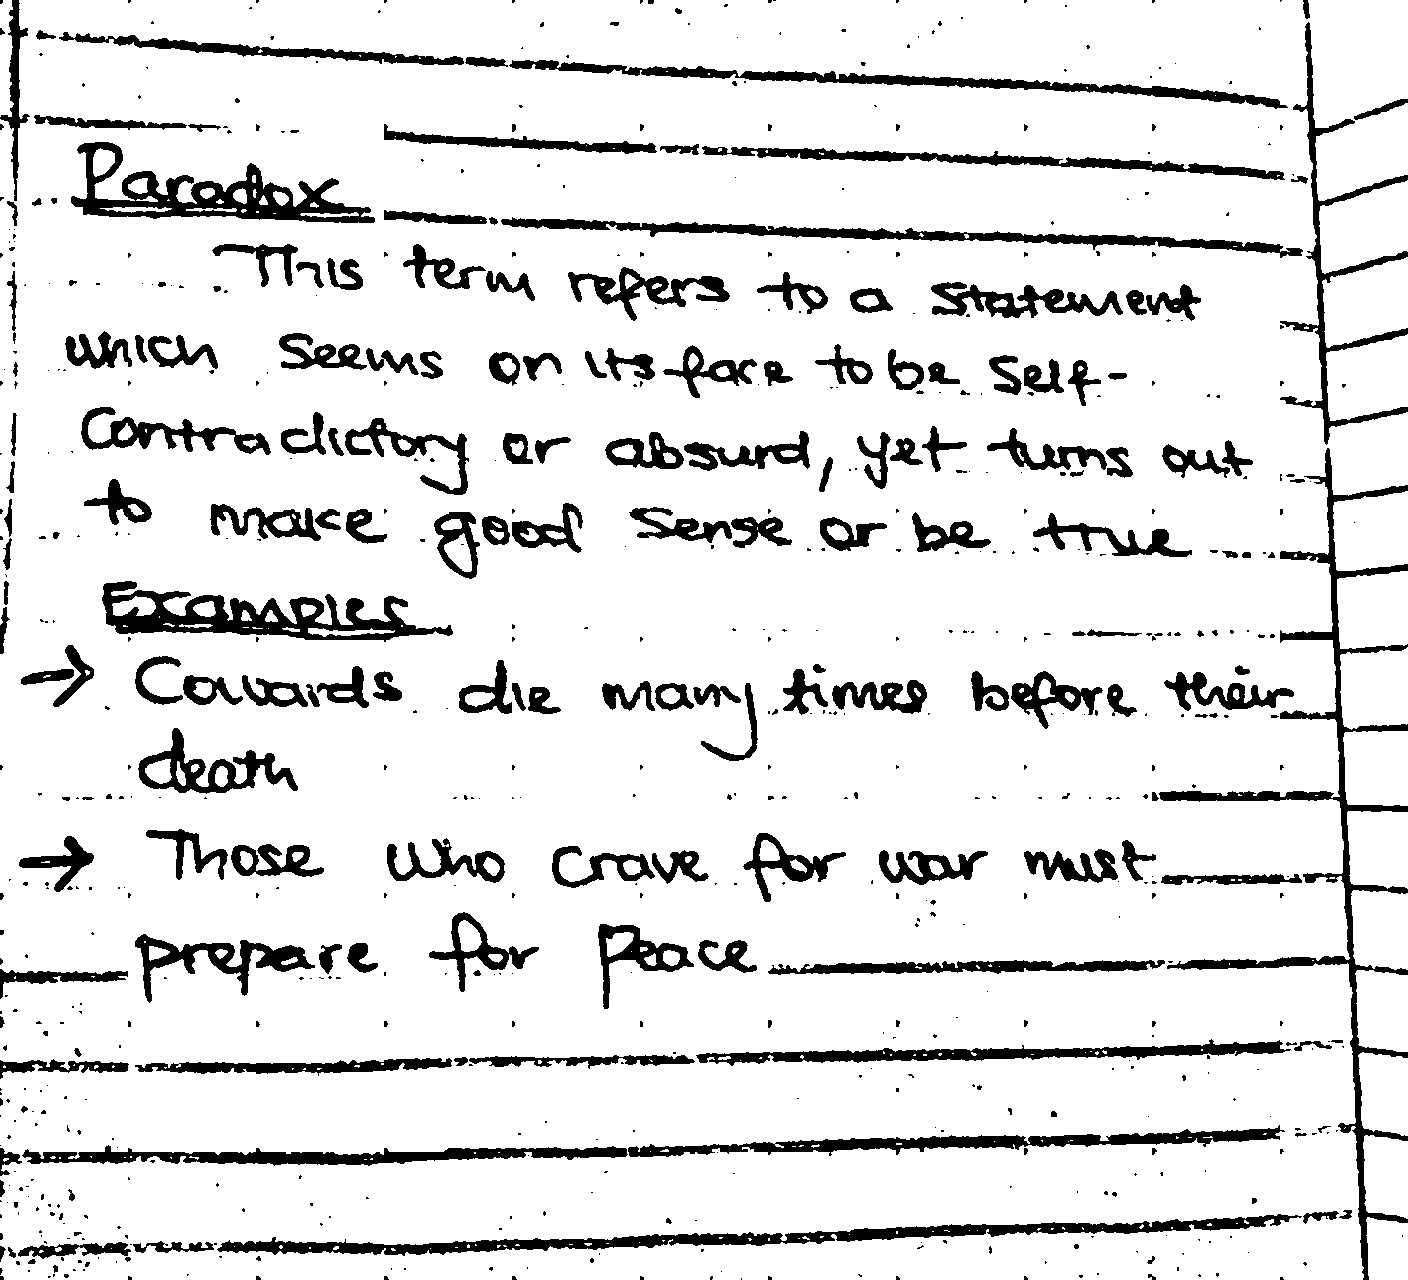 Paradox
This term refers to a statement
which seems on its face to be self-
contradictory or absurd, yet turns out
to make good sense or be true
Examples
→ Cowards die many times before their
death
→ Those who crave for war must
prepare for peace